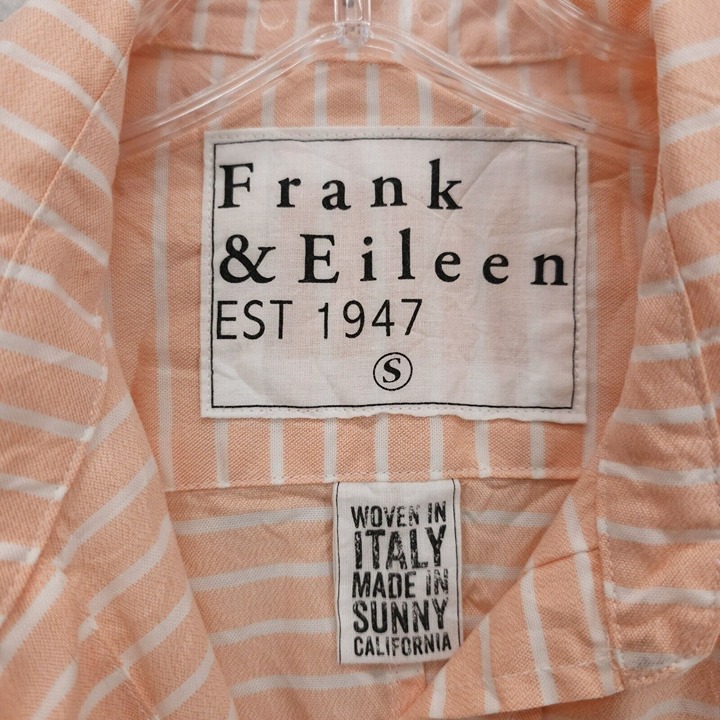 Frank
& Eileen
EST 1947
S
WOVEN IN
ITALY
MADE IN
SUNNY
CALIFORNIA